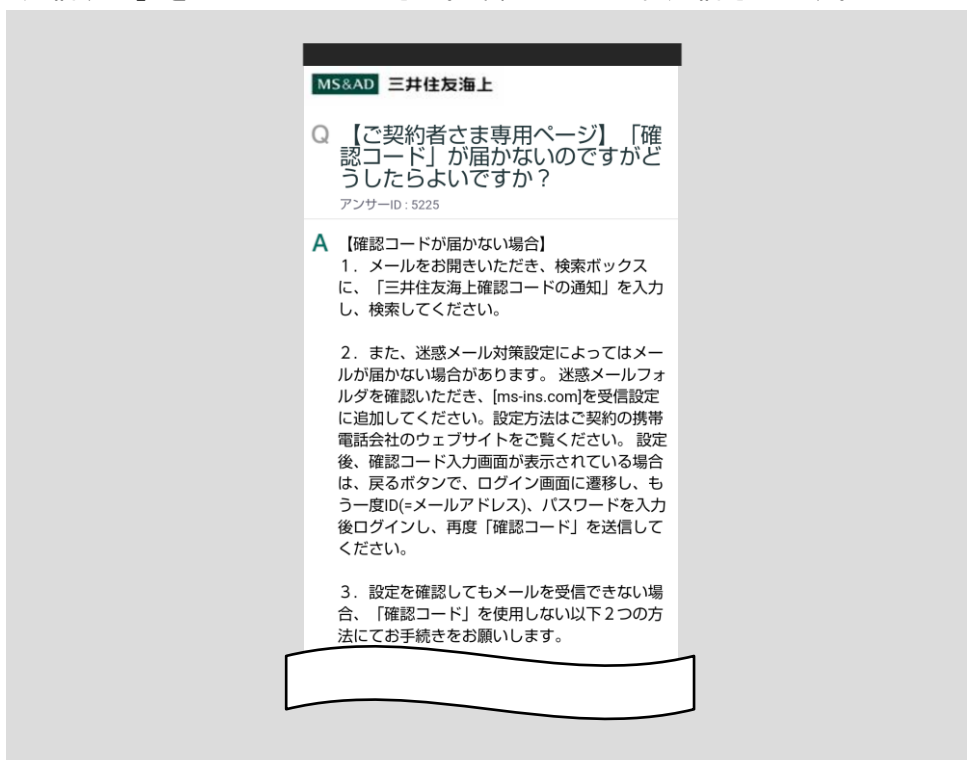 MS&AD 三井住友海上
Q 【ご契約者さま専用ページ】「確
認コード」が届かないのですがど
うしたらよいですか？
アンサーID : 5225
A 【確認コードが届かない場合】
１．メールをお開きいただき、検索ボックス
に、「三井住友海上確認コードの通知」を入力
し、検索してください。
２．また、迷惑メール対策設定によってはメー
ルが届かない場合があります。 迷惑メールフォ
ルダを確認いただき、[ms-ins.com]を受信設定
に追加してください。設定方法はご契約の携帯
電話会社のウェブサイトをご覧ください。 設定
後、確認コード入力画面が表示されている場合
は、戻るボタンで、ログイン画面に遷移し、も
う一度ID(=メールアドレス)、パスワードを入力
後ログインし、再度「確認コード」を送信して
ください。
３．設定を確認してもメールを受信できない場
合、「確認コード」を使用しない以下２つの方
法にてお手続きをお願いします。